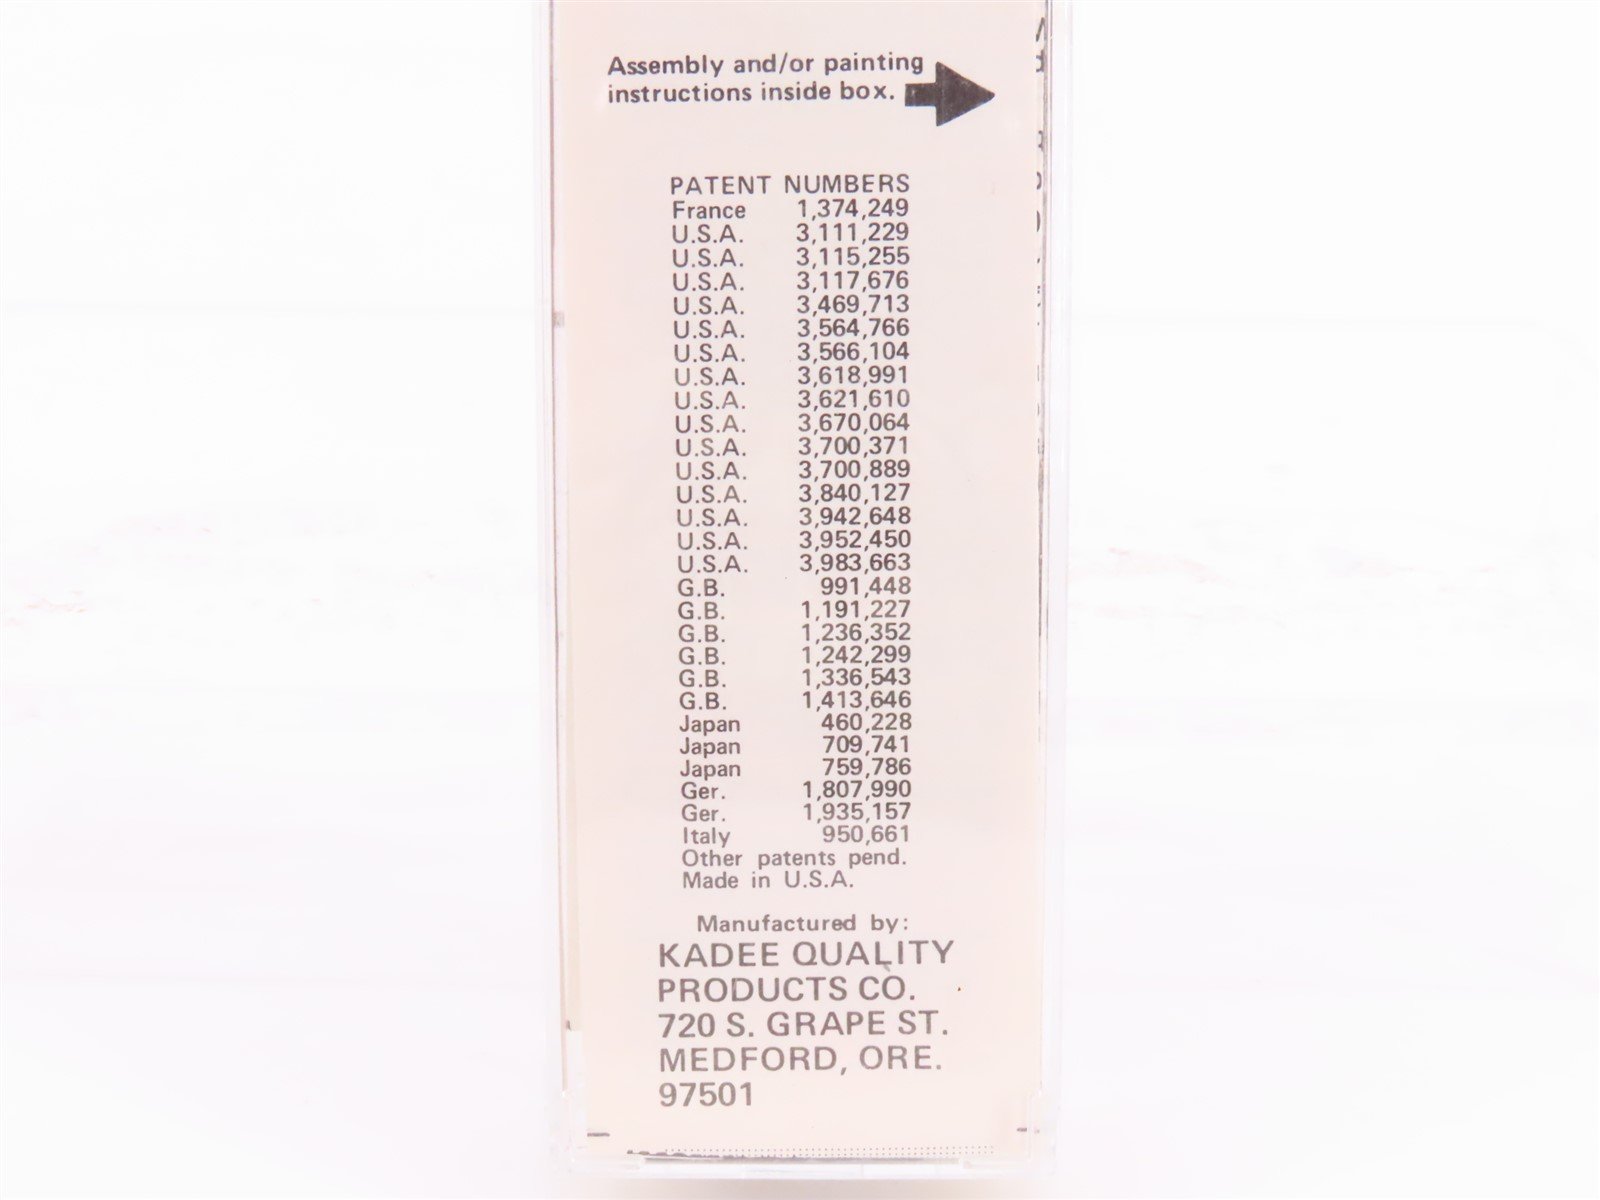 Assembly and/or painting
instructions inside box.
PATENT NUMBERS
France 1,374,249
U.S.A. 3,111,229
U.S.A. 3,115,255
U.S.A. 3,117,676
U.S.A. 3,469,713
U.S.A. 3,564,766
U.S.A. 3,566,104
U.S.A. 3,618,991
U.S.A. 3,621,610
U.S.A. 3,670,064
U.S.A. 3,700,371
U.S.A. 3,700,889
U.S.A. 3,840,127
U.S.A. 3,942,648
U.S.A. 3,952,450
U.S.A. 3,983,663
G.B. 991,448
G.B. 1,191,227
G.B. 1,236,352
G.B. 1,242,299
G.B. 1,336,543
G.B. 1,413,646
Japan 460,228
Japan 709,741
Japan 759,786
Ger. 1,807,990
Ger. 1,935,157
Italy 950,661
Other patents pend.
Made in U.S.A.
Manufactured by:
KADEE QUALITY
PRODUCTS CO.
720 S. GRAPE ST.
MEDFORD, ORE.
97501